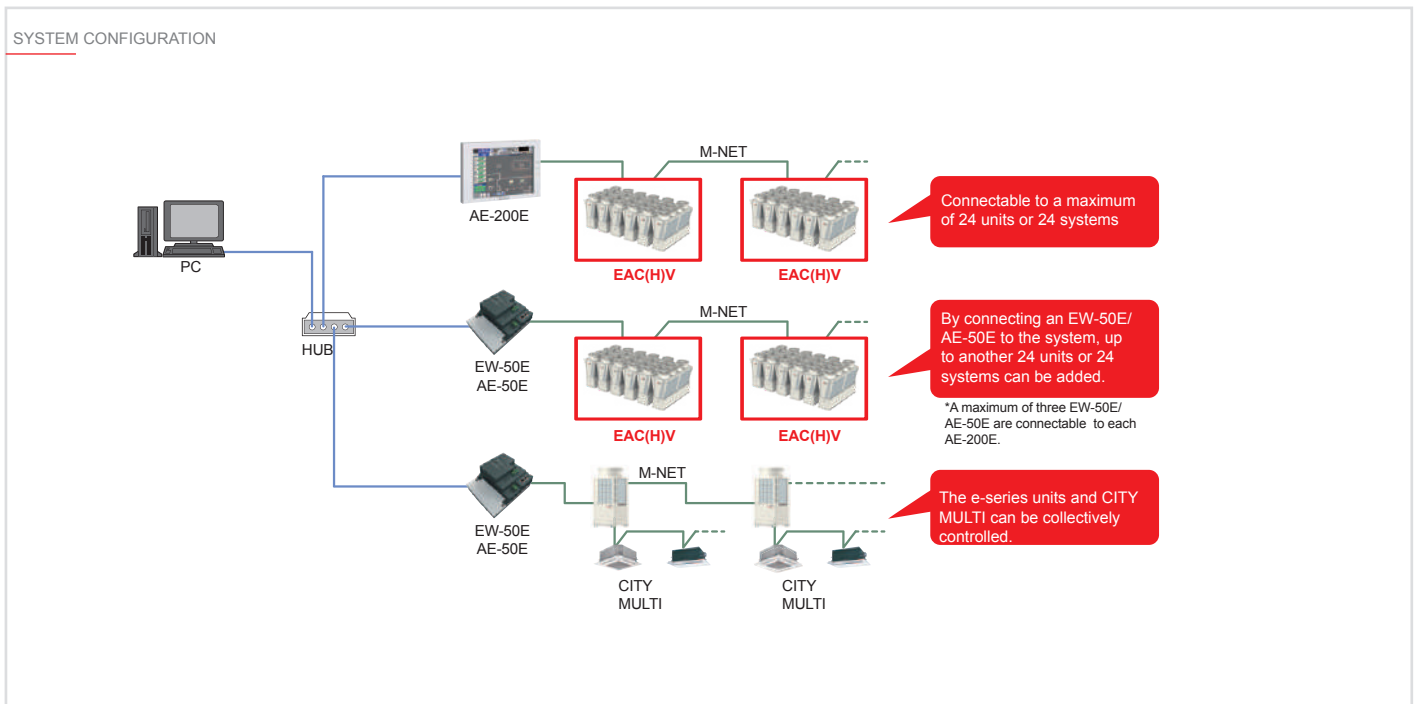 SYSTEM CONFIGURATION
M-NET
AE-200E
PC
EAC(H)V
EAC(H)V
Connectable to a maximum
of 24 units or 24 systems
HUB
M-NET
EW-50E
AE-50E
EAC(H)V
EAC(H)V
By connecting an EW-50E/
AE-50E to the system, up
to another 24 units or 24
systems can be added.
*A maximum of three EW-50E/
AE-50E are connectable to each
AE-200E.
M-NET
EW-50E
AE-50E
CITY
MULTI
CITY
MULTI
The e-series units and CITY
MULTI can be collectively
controlled.